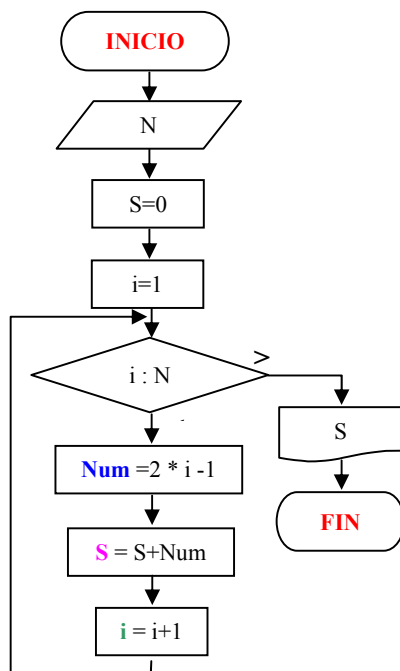 INICIO
N
S=0
i=1
>
i : N
S
Num =2 * i -1
FIN
S = S+Num
i = i+1